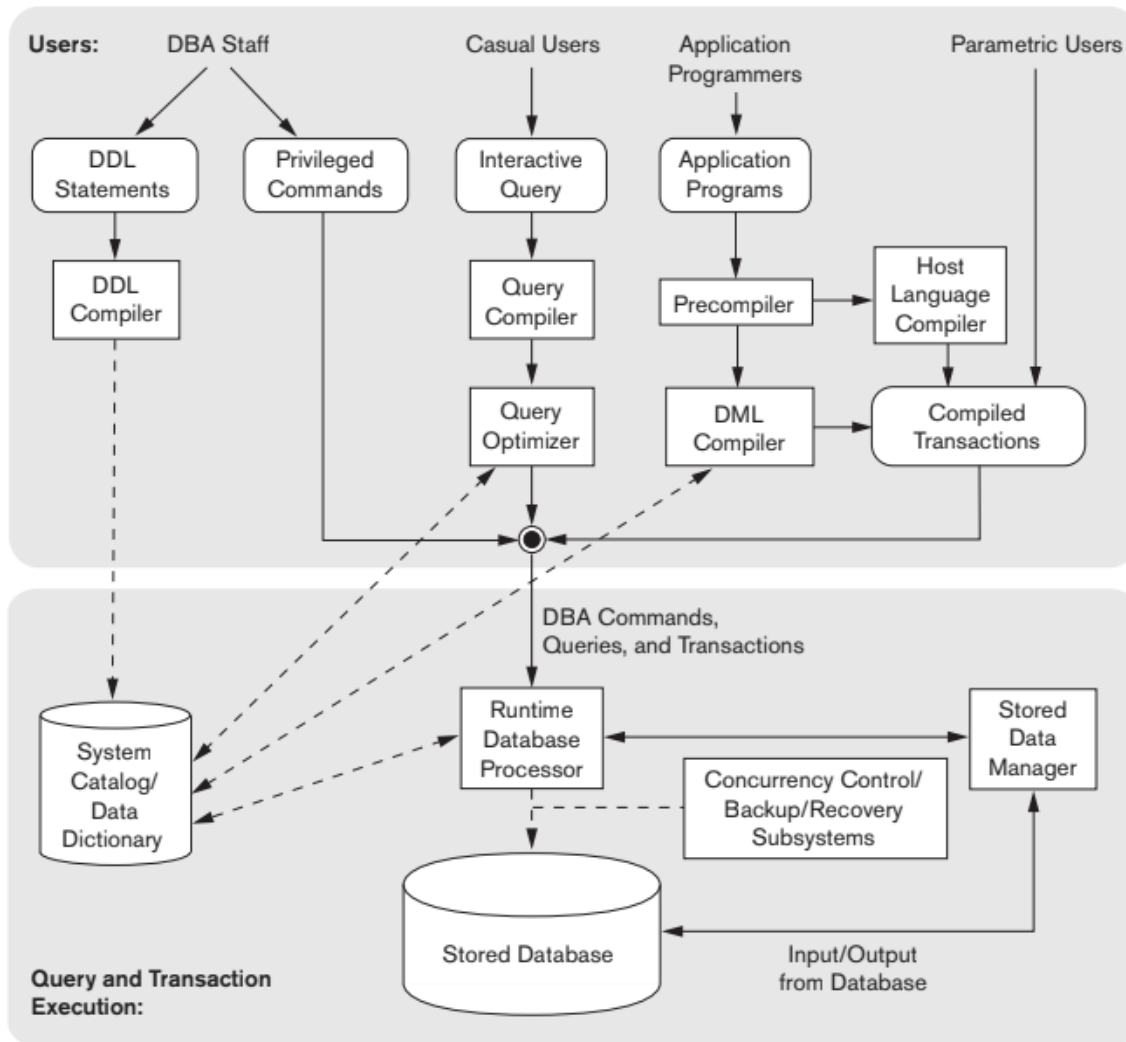 Users:
DBA Staff
Casual Users
Application
Programmers
Parametric Users
DDL
Statements
Privileged
Commands
Interactive
Query
Application
Programs
DDL
Compiler
Query
Compiler
Precompiler
Host
Language
Compiler
Query
Optimizer
DML
Compiler
Compiled
Transactions
DBA Commands,
Queries, and Transactions
System
Catalog/
Data
Dictionary
Runtime
Database
Processor
Stored
Data
Manager
Concurrency Control/
Backup/Recovery
Subsystems
Stored Database
Input/Output
from Database
Query and Transaction
Execution: